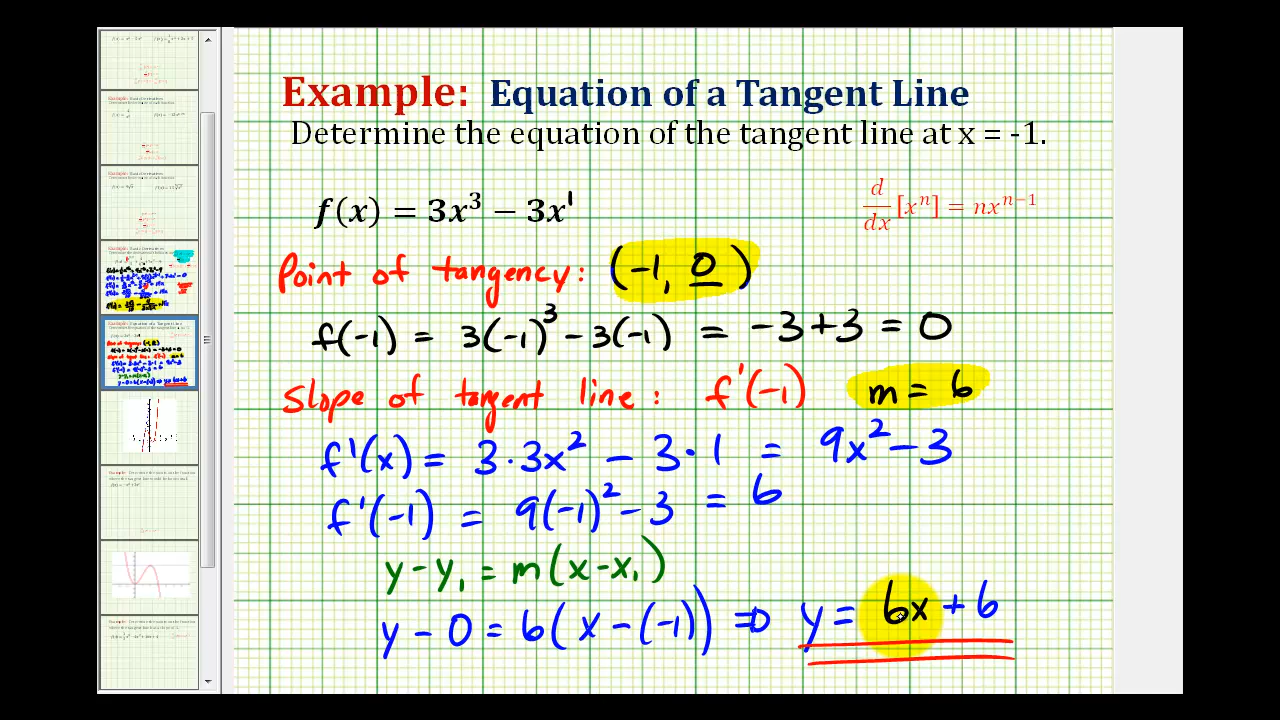 Example: Equation of a Tangent Line
Determine the equation of the tangent line at x = -1.
f(x) = 3x³ − 3x¹
d/dx [xⁿ] = nxⁿ⁻¹
Point of tangency: (-1, 0)
f(-1) = 3(-1)³ - 3(-1) = -3+3 = 0
Slope of tangent line: f'(-1) m = 6
f'(x) = 3·3x² - 3·1 = 9x² - 3
f'(-1) = 9(-1)² - 3 = 6
y - y₁ = m(x - x₁)
y - 0 = 6(x - (-1)) ⇒ y = 6x + 6